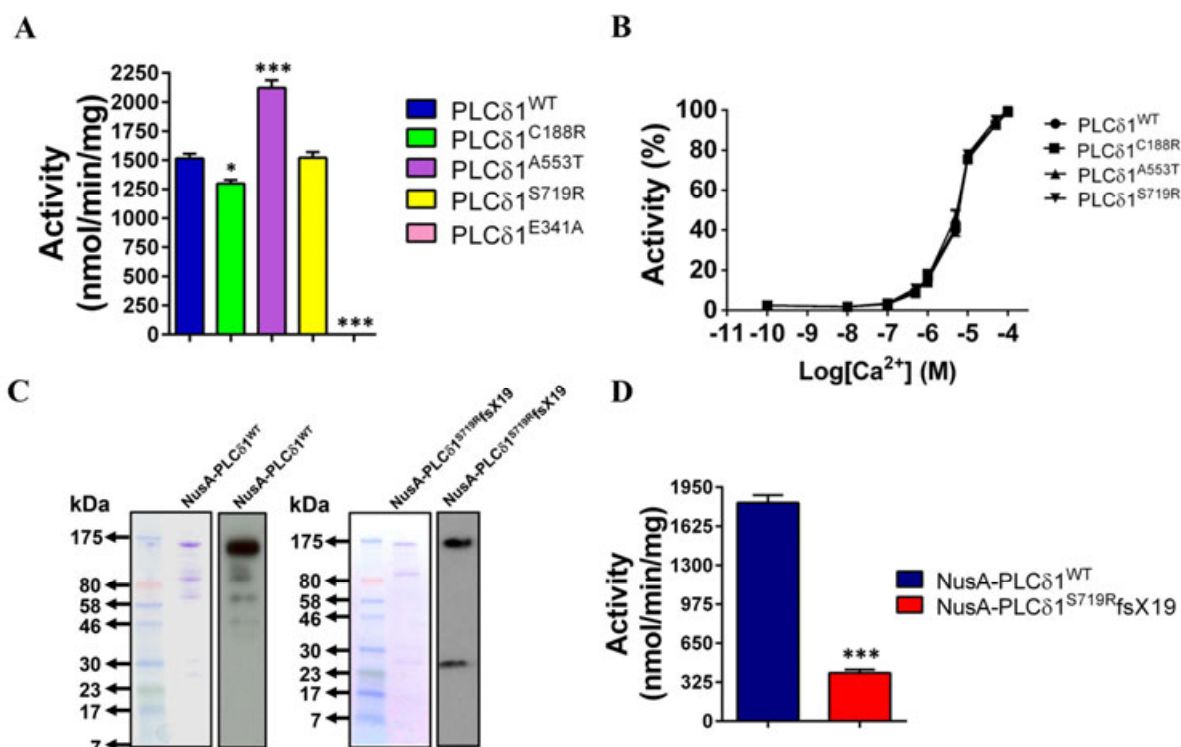 A
Activity
(nmol/min/mg)
2250
2000
1750
1500
1250
1000
750
500
250
0
*
***
***
PLCδ1WT
PLCδ1C188R
PLCδ1A553T
PLCδ1S719R
PLCδ1E341A
B
Activity (%)
100
80
60
40
20
0
-11 -10 -9 -8 -7 -6 -5 -4
Log[Ca2+] (M)
PLCδ1WT
PLCδ1C188R
PLCδ1A553T
PLCδ1S719R
C
NusA-PLCδ1WT
NusA-PLCδ1WT
kDa
175
80
58
46
30
23
17
7
NusA-PLCδ1S719RfsX19
NusA-PLCδ1S719RfsX19
kDa
175
80
58
46
30
23
17
7
D
Activity
(nmol/min/mg)
1950
1625
1300
975
650
325
0
***
NusA-PLCδ1WT
NusA-PLCδ1S719RfsX19